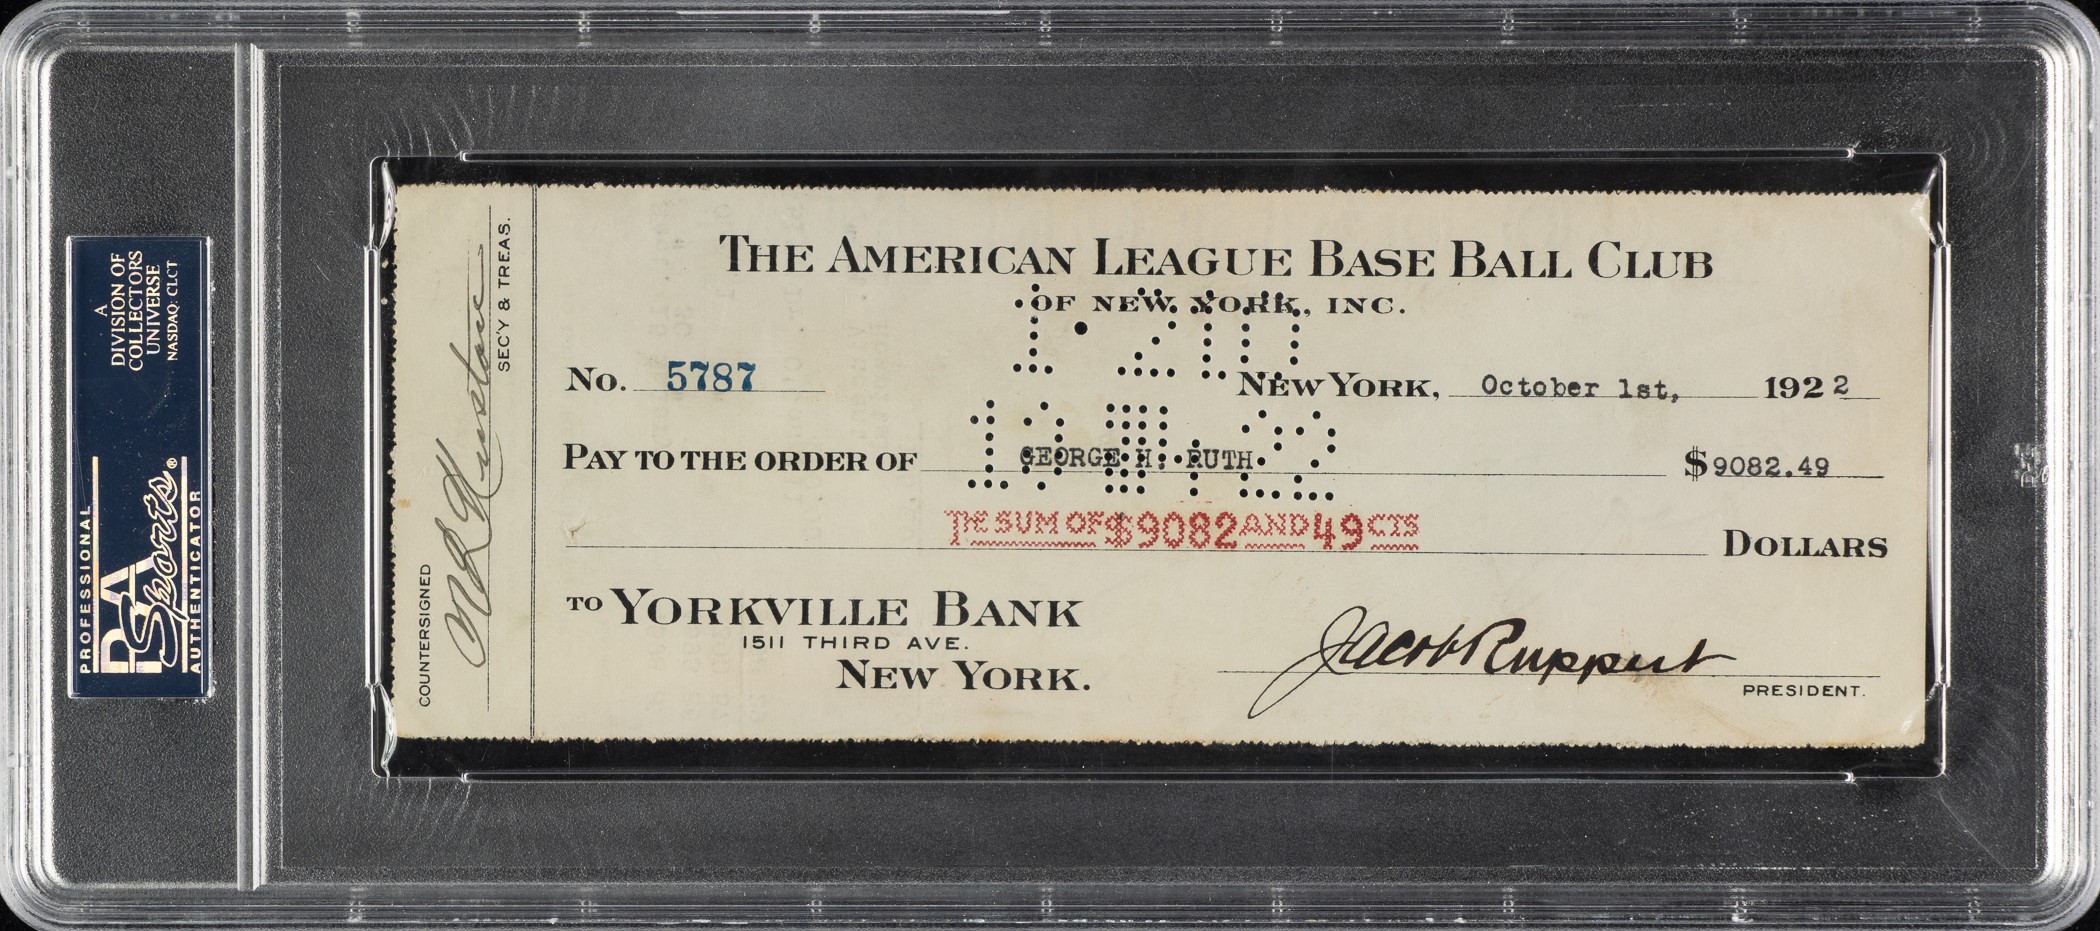 A
DIVISION OF
COLLECTORS
UNIVERSE
NASDAQ: CLCT
PROFESSIONAL
PSA
Sports®
AUTHENTICATOR
COUNTERSIGNED
SEC'Y & TREAS.
THE AMERICAN LEAGUE BASE BALL CLUB
OF NEW YORK, INC.
No. 5787
NEW YORK, October 1st, 1922
PAY TO THE ORDER OF GEORGE H. RUTH $9082.49
THE SUM OF $9082 AND 49 CTS
DOLLARS
TO YORKVILLE BANK
1511 THIRD AVE.
NEW YORK.
Jacob Ruppert
PRESIDENT.